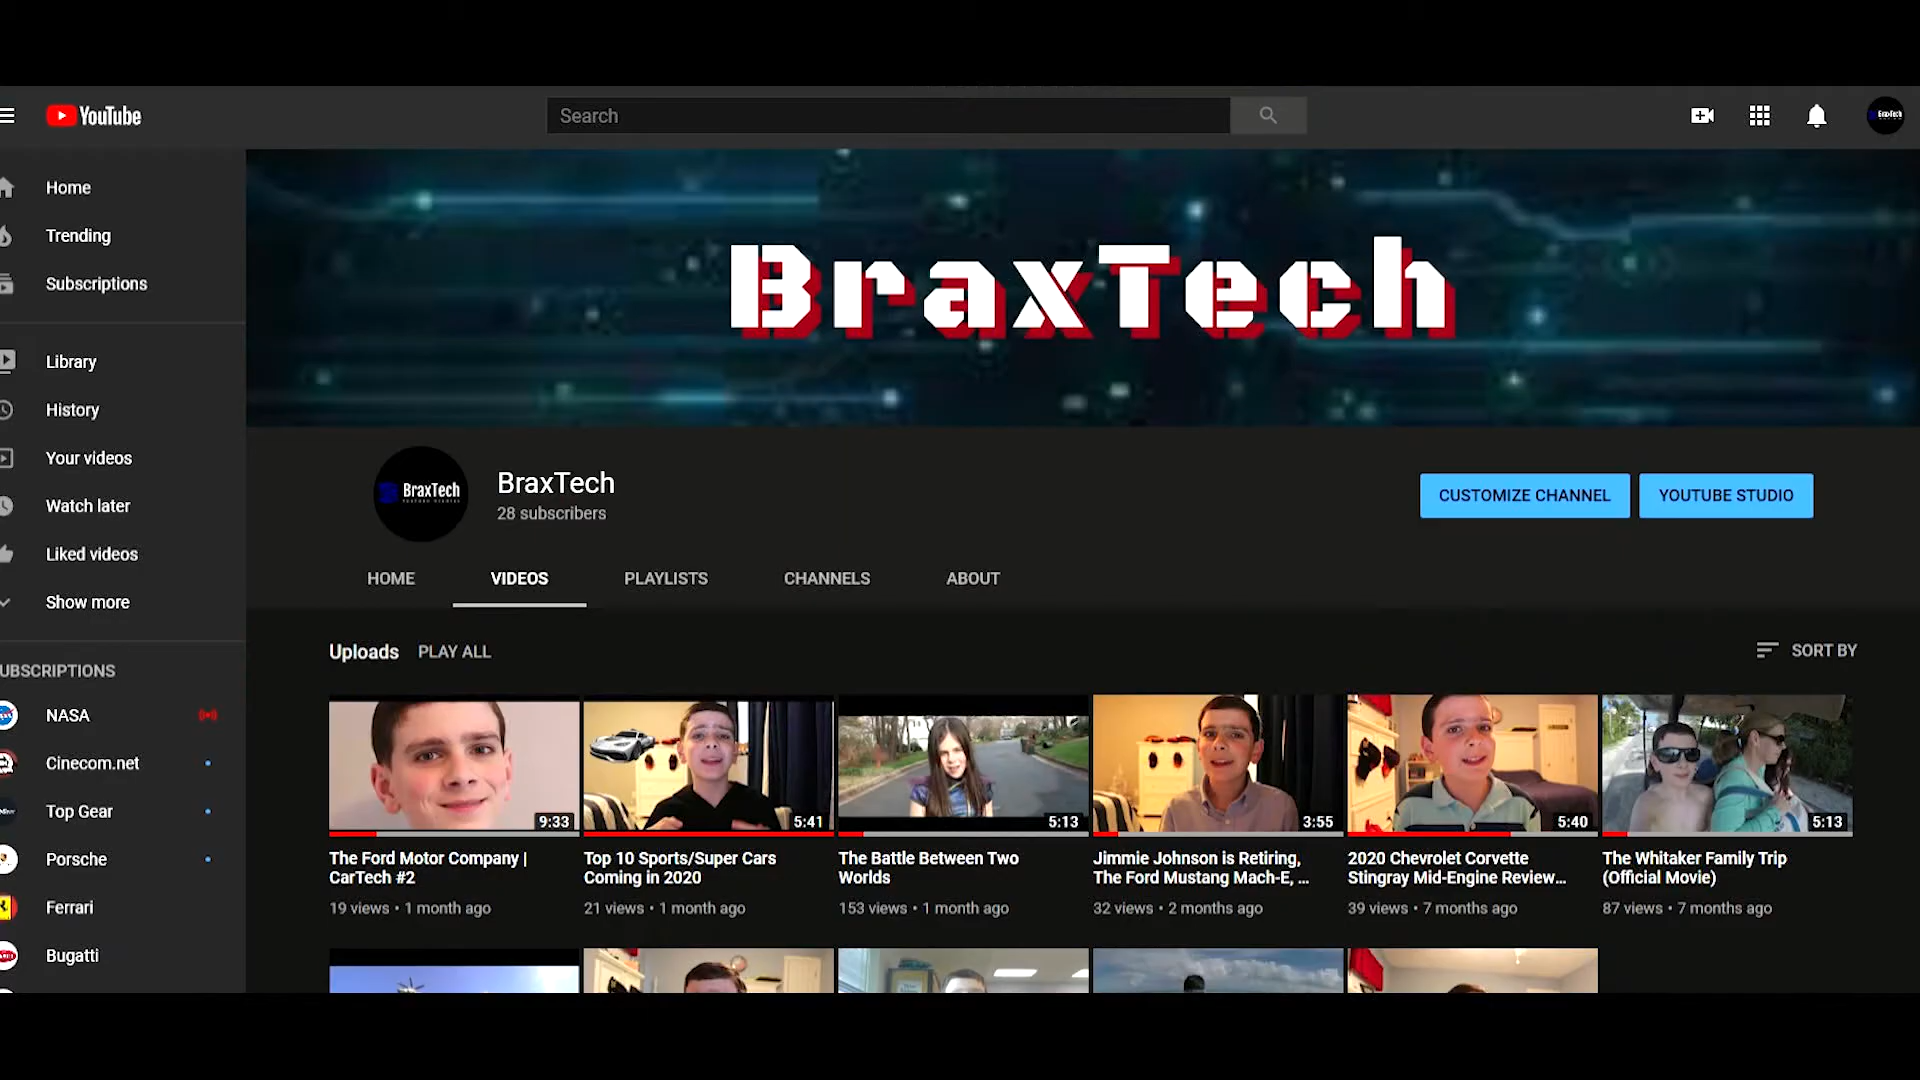 YouTube
Search
BraxTech
Home
Trending
Subscriptions
Library
History
Your videos
Watch later
Liked videos
Show more
UBSCRIPTIONS
NASA
Cinecom.net
Top Gear
Porsche
Ferrari
Bugatti
BraxTech
BraxTech
BraxTech
28 subscribers
CUSTOMIZE CHANNEL
YOUTUBE STUDIO
HOME
VIDEOS
PLAYLISTS
CHANNELS
ABOUT
Uploads
PLAY ALL
SORT BY
9:33
The Ford Motor Company |
CarTech #2
19 views • 1 month ago
5:41
Top 10 Sports/Super Cars
Coming in 2020
21 views • 1 month ago
5:13
The Battle Between Two
Worlds
153 views • 1 month ago
3:55
Jimmie Johnson is Retiring,
The Ford Mustang Mach-E, ...
32 views • 2 months ago
5:40
2020 Chevrolet Corvette
Stingray Mid-Engine Review...
39 views • 7 months ago
5:13
The Whitaker Family Trip
(Official Movie)
87 views • 7 months ago